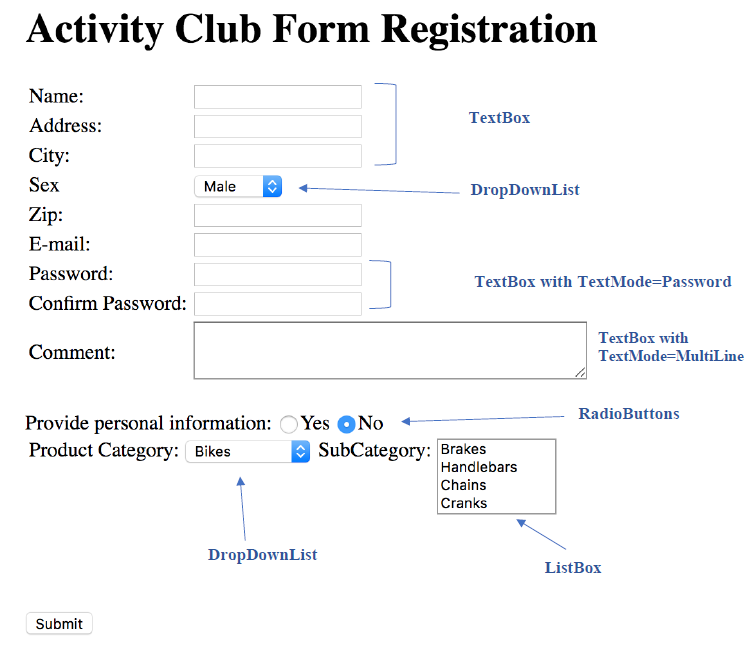 Activity Club Form Registration
Name:
TextBox
Address:
City:
Sex Male DropDownList
Zip:
E-mail:
Password:
TextBox with TextMode=Password
Confirm Password:
Comment:
TextBox with
TextMode=MultiLine
Provide personal information: Yes No RadioButtons
Product Category: Bikes SubCategory: Brakes
Handlebars
Chains
Cranks
DropDownList
ListBox
Submit